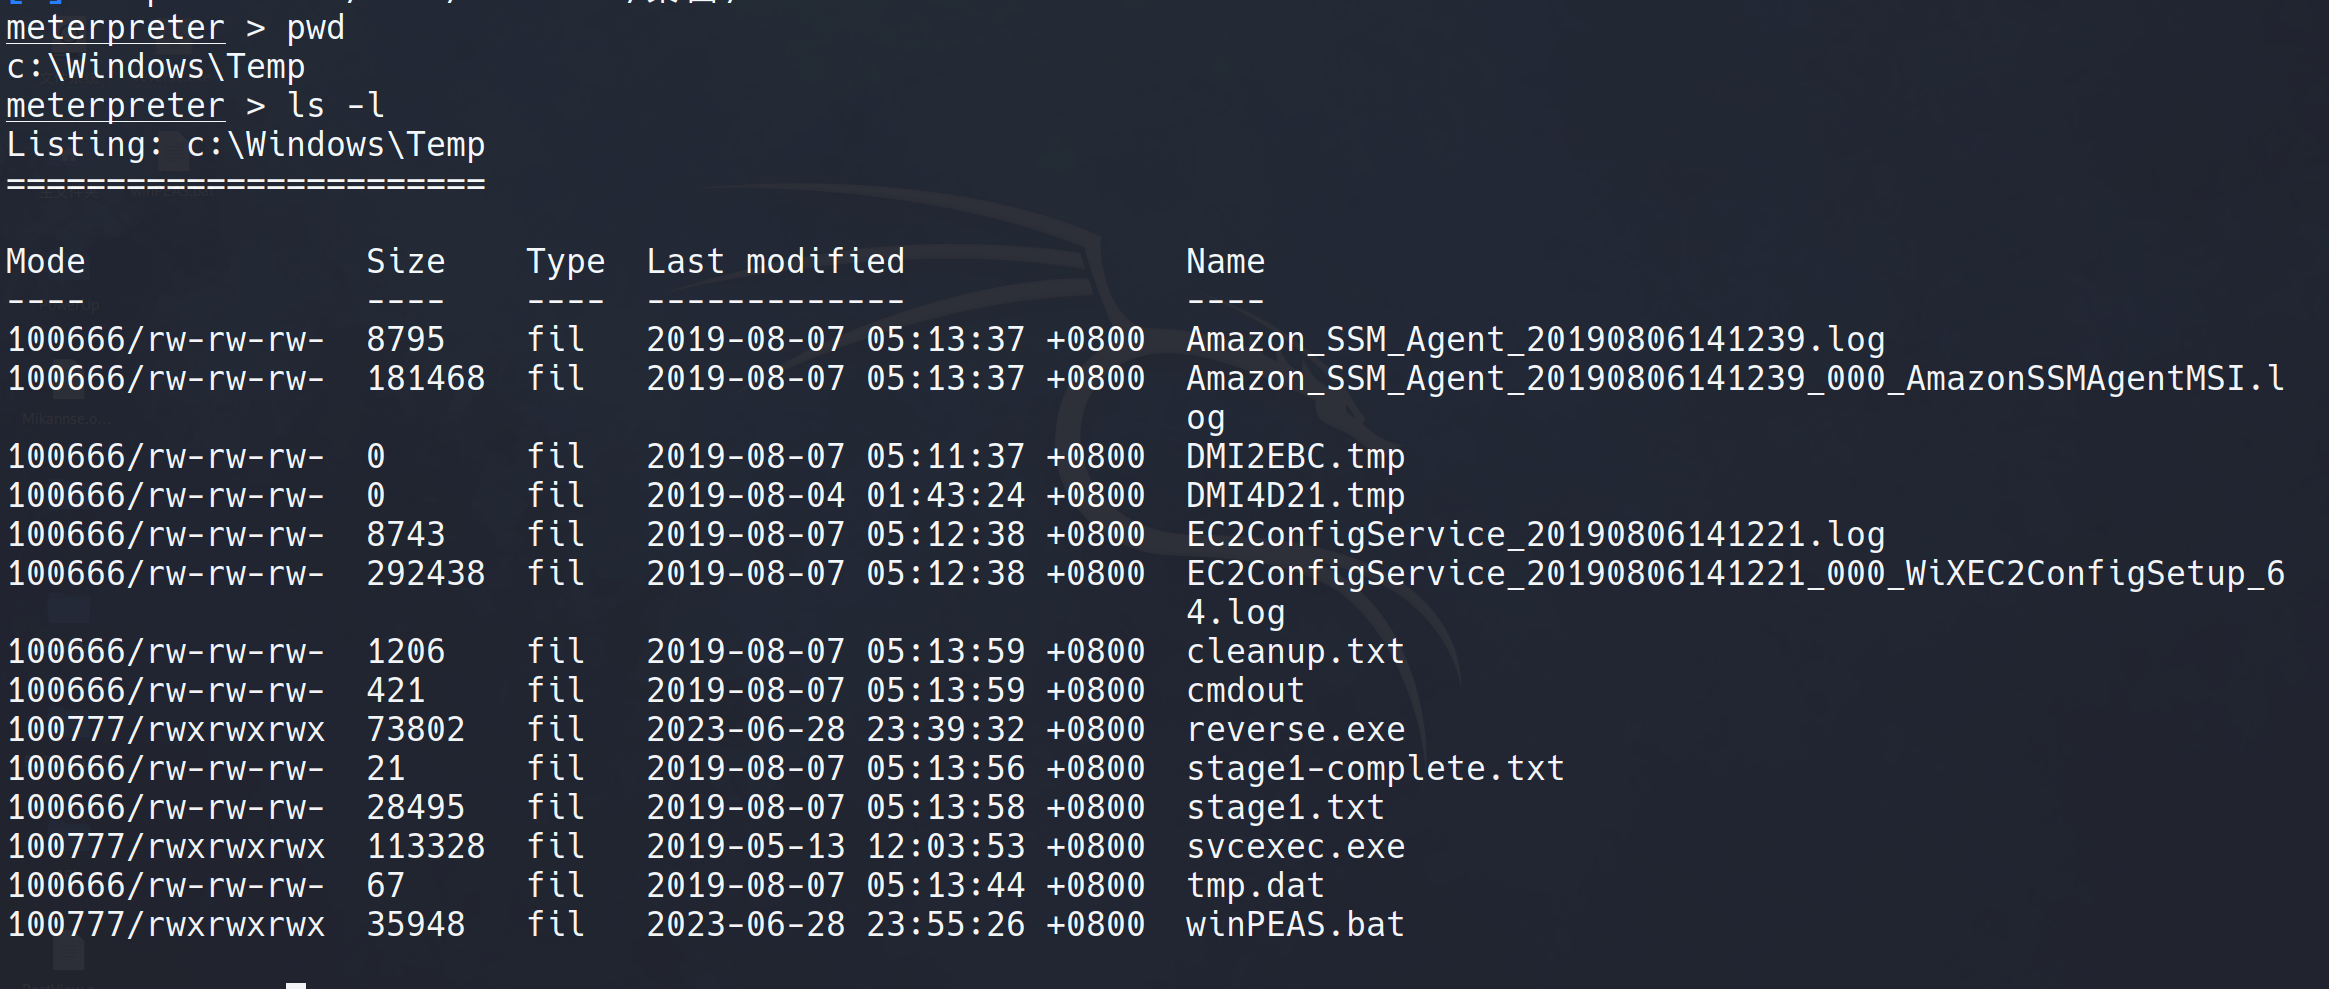 meterpreter > pwd
c:\Windows\Temp
meterpreter > ls -l
Listing: c:\Windows\Temp
========================
Mode              Size    Type  Last modified              Name
----              ----    ----  -------------              ----
100666/rw-rw-rw-  8795    fil   2019-08-07 05:13:37 +0800  Amazon_SSM_Agent_20190806141239.log
100666/rw-rw-rw-  181468  fil   2019-08-07 05:13:37 +0800  Amazon_SSM_Agent_20190806141239_000_AmazonSSMAgentMSI.l
og
100666/rw-rw-rw-  0       fil   2019-08-07 05:11:37 +0800  DMI2EBC.tmp
100666/rw-rw-rw-  0       fil   2019-08-04 01:43:24 +0800  DMI4D21.tmp
100666/rw-rw-rw-  8743    fil   2019-08-07 05:12:38 +0800  EC2ConfigService_20190806141221.log
100666/rw-rw-rw-  292438  fil   2019-08-07 05:12:38 +0800  EC2ConfigService_20190806141221_000_WiXEC2ConfigSetup_6
4.log
100666/rw-rw-rw-  1206    fil   2019-08-07 05:13:59 +0800  cleanup.txt
100666/rw-rw-rw-  421     fil   2019-08-07 05:13:59 +0800  cmdout
100777/rwxrwxrwx  73802   fil   2023-06-28 23:39:32 +0800  reverse.exe
100666/rw-rw-rw-  21      fil   2019-08-07 05:13:56 +0800  stage1-complete.txt
100666/rw-rw-rw-  28495   fil   2019-08-07 05:13:58 +0800  stage1.txt
100777/rwxrwxrwx  113328  fil   2019-05-13 12:03:53 +0800  svcexec.exe
100666/rw-rw-rw-  67      fil   2019-08-07 05:13:44 +0800  tmp.dat
100777/rwxrwxrwx  35948   fil   2023-06-28 23:55:26 +0800  winPEAS.bat
PowerUp
Mikannse.o...